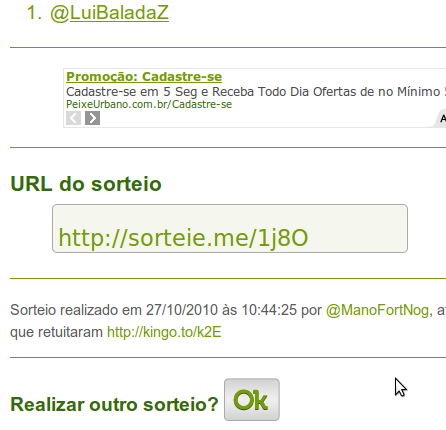 1. @LuiBaladaZ
Promoção: Cadastre-se
Cadastre-se em 5 Seg e Receba Todo Dia Ofertas de no Mínimo
PeixeUrbano.com.br/Cadastre-se
URL do sorteio
http://sorteie.me/1j8O
Sorteio realizado em 27/10/2010 às 10:44:25 por @ManoFortNog,
que retuitaram http://kingo.to/k2E
Realizar outro sorteio? Ok